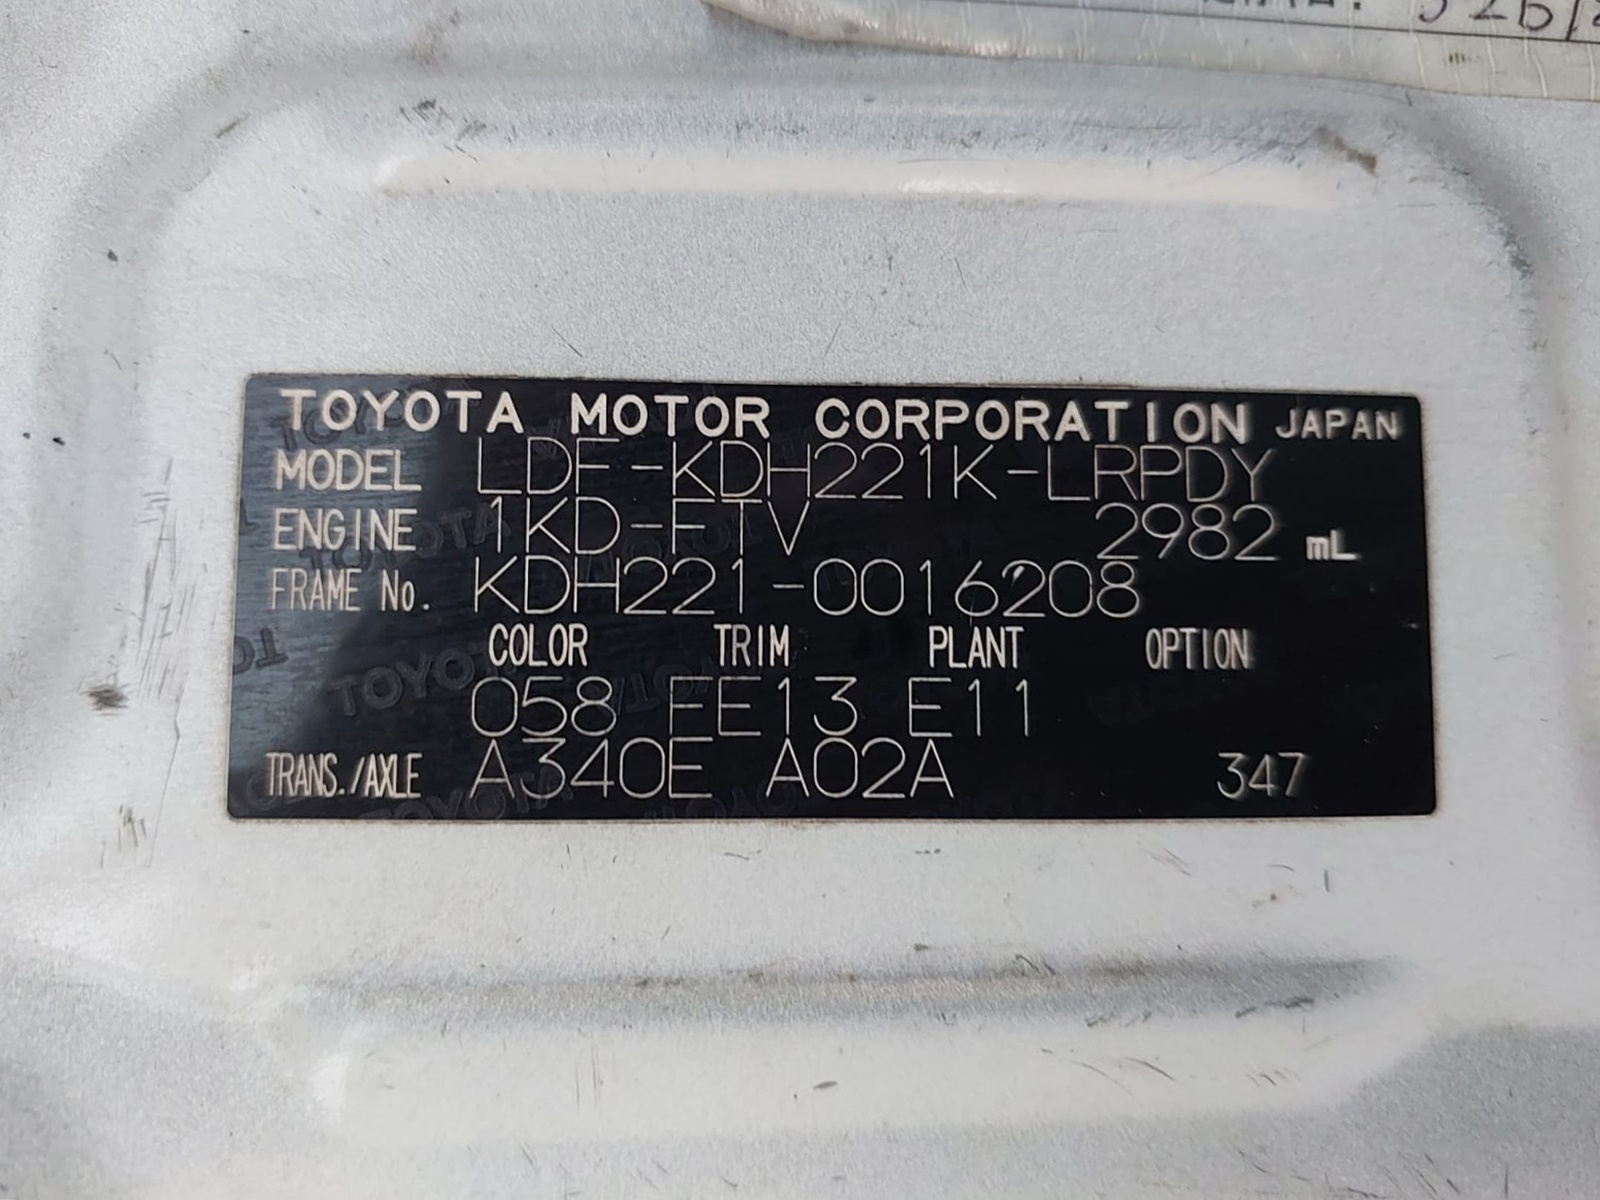 TOYOTA MOTOR CORPORATION JAPAN
MODEL LDF-KDH221K-LRPDY
ENGINE 1KD-FTV 2982 mL
FRAME No. KDH221-0016208
COLOR TRIM PLANT OPTION
058 FE13 E11
TRANS./AXLE A340E A02A 347